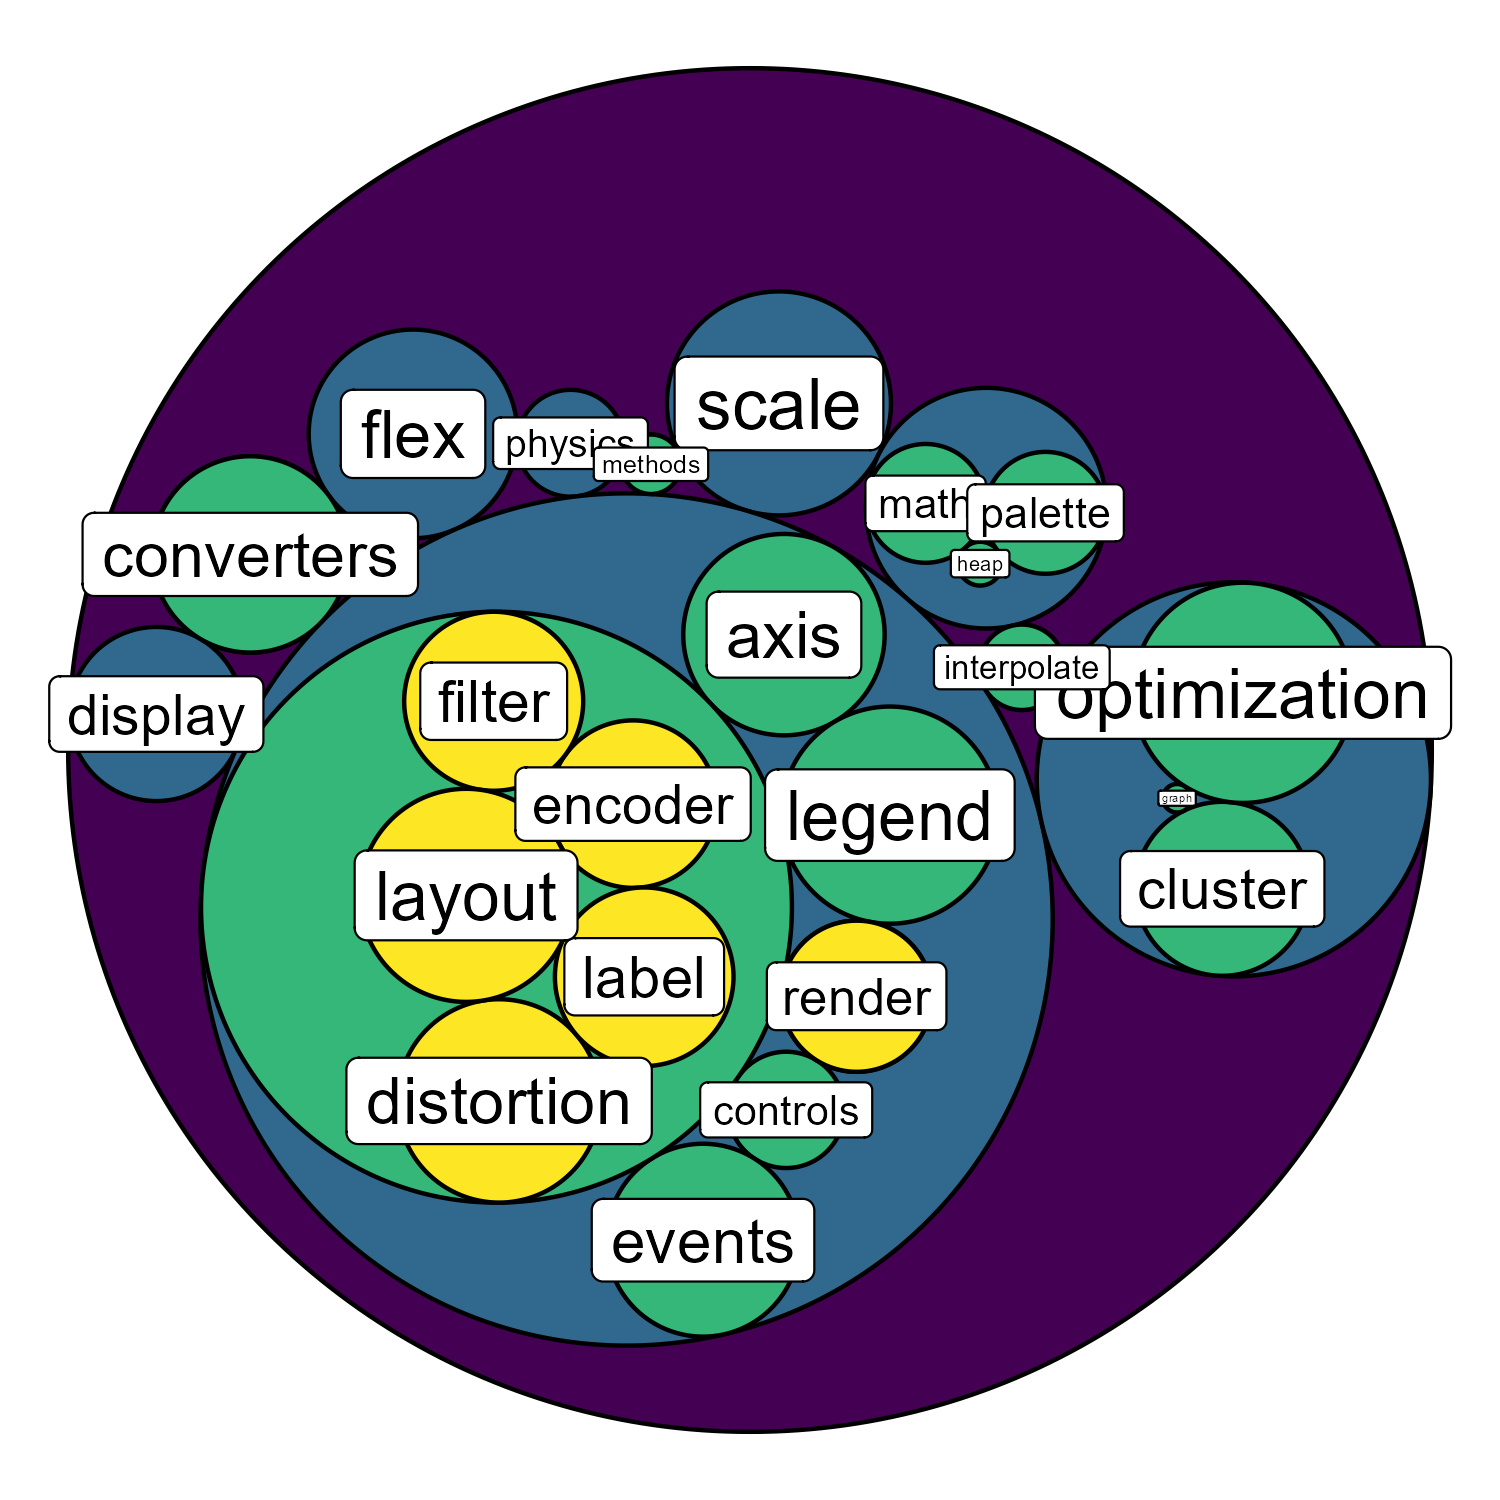 scale
flex
physics
methods
math
palette
converters
heap
axis
interpolate
optimization
filter
display
graph
encoder
legend
cluster
layout
label
render
distortion
controls
events